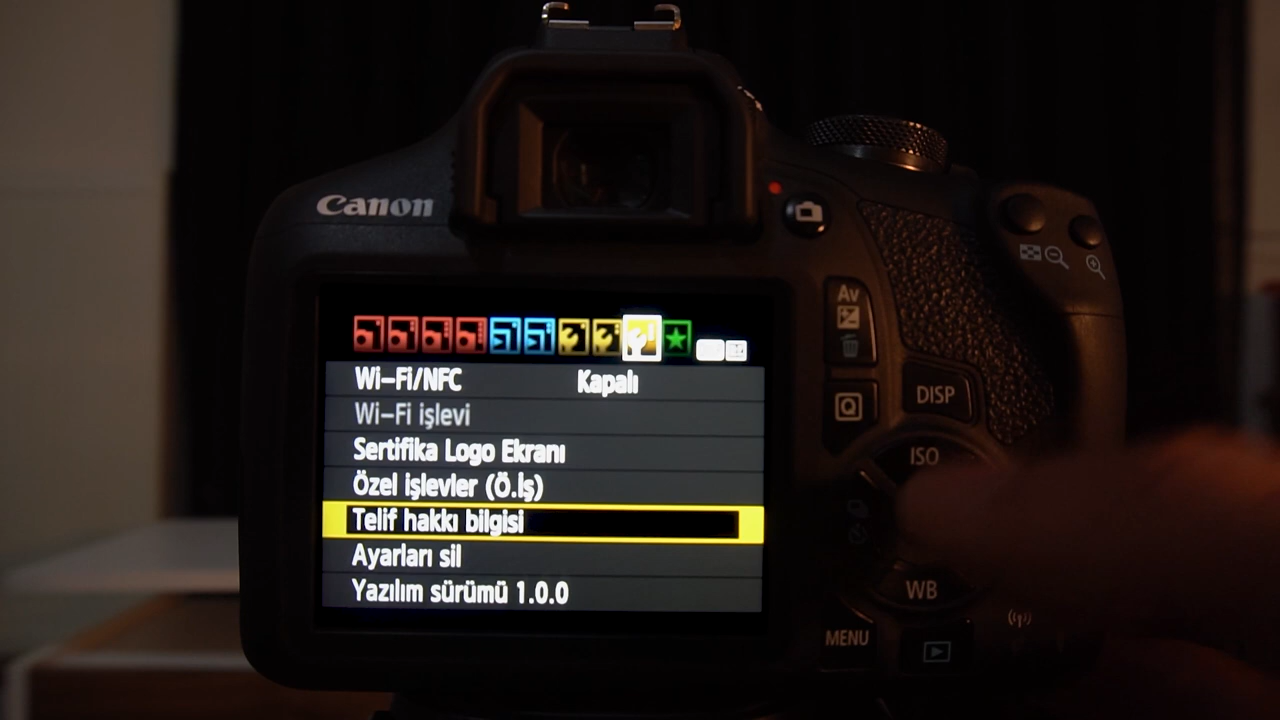 Canon
Av
Q
DISP
ISO
WB
MENU
Wi-Fi/NFC Kapalı
Wi-Fi işlevi
Sertifika Logo Ekranı
Özel işlevler (Ö.İş)
Telif hakkı bilgisi
Ayarları sil
Yazılım sürümü 1.0.0